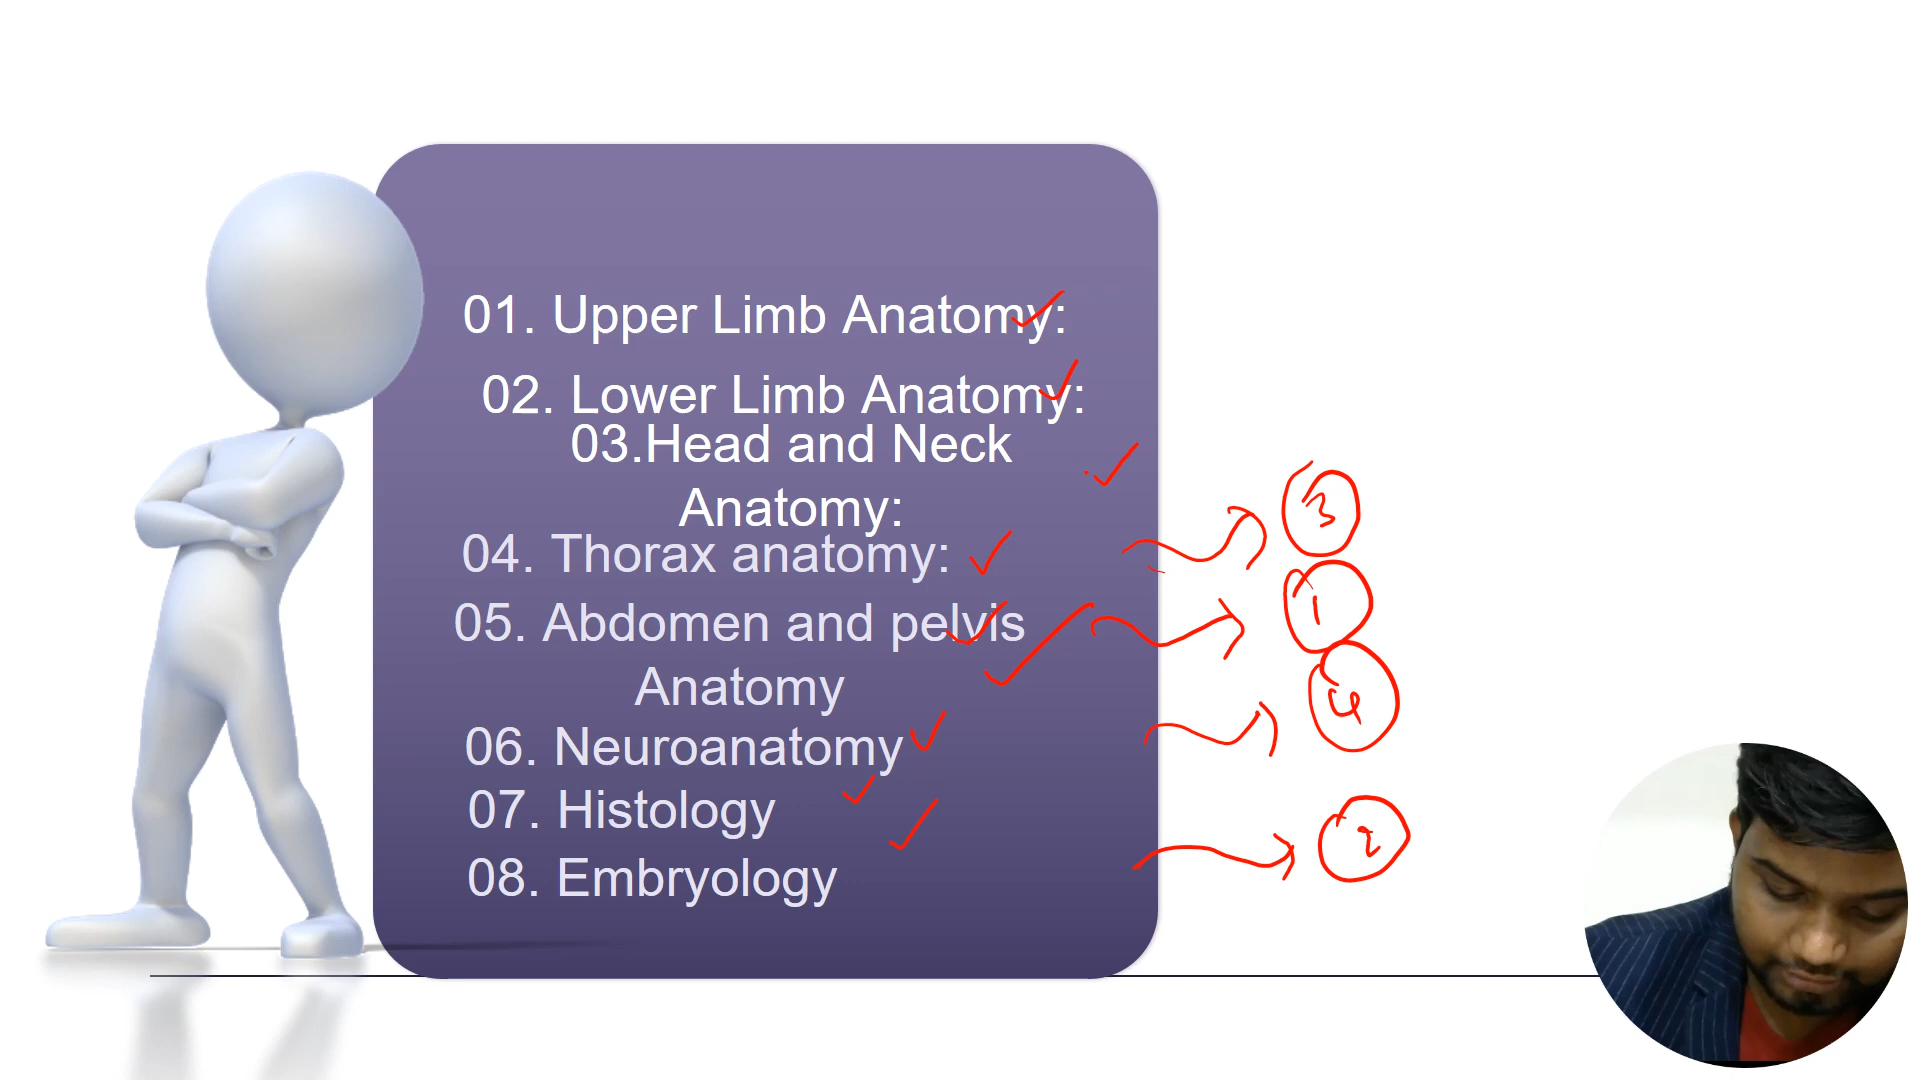 01. Upper Limb Anatomy:
02. Lower Limb Anatomy:
03.Head and Neck
Anatomy:
04. Thorax anatomy:
3
05. Abdomen and pelvis
1
Anatomy
4
06. Neuroanatomy
07. Histology
2
08. Embryology